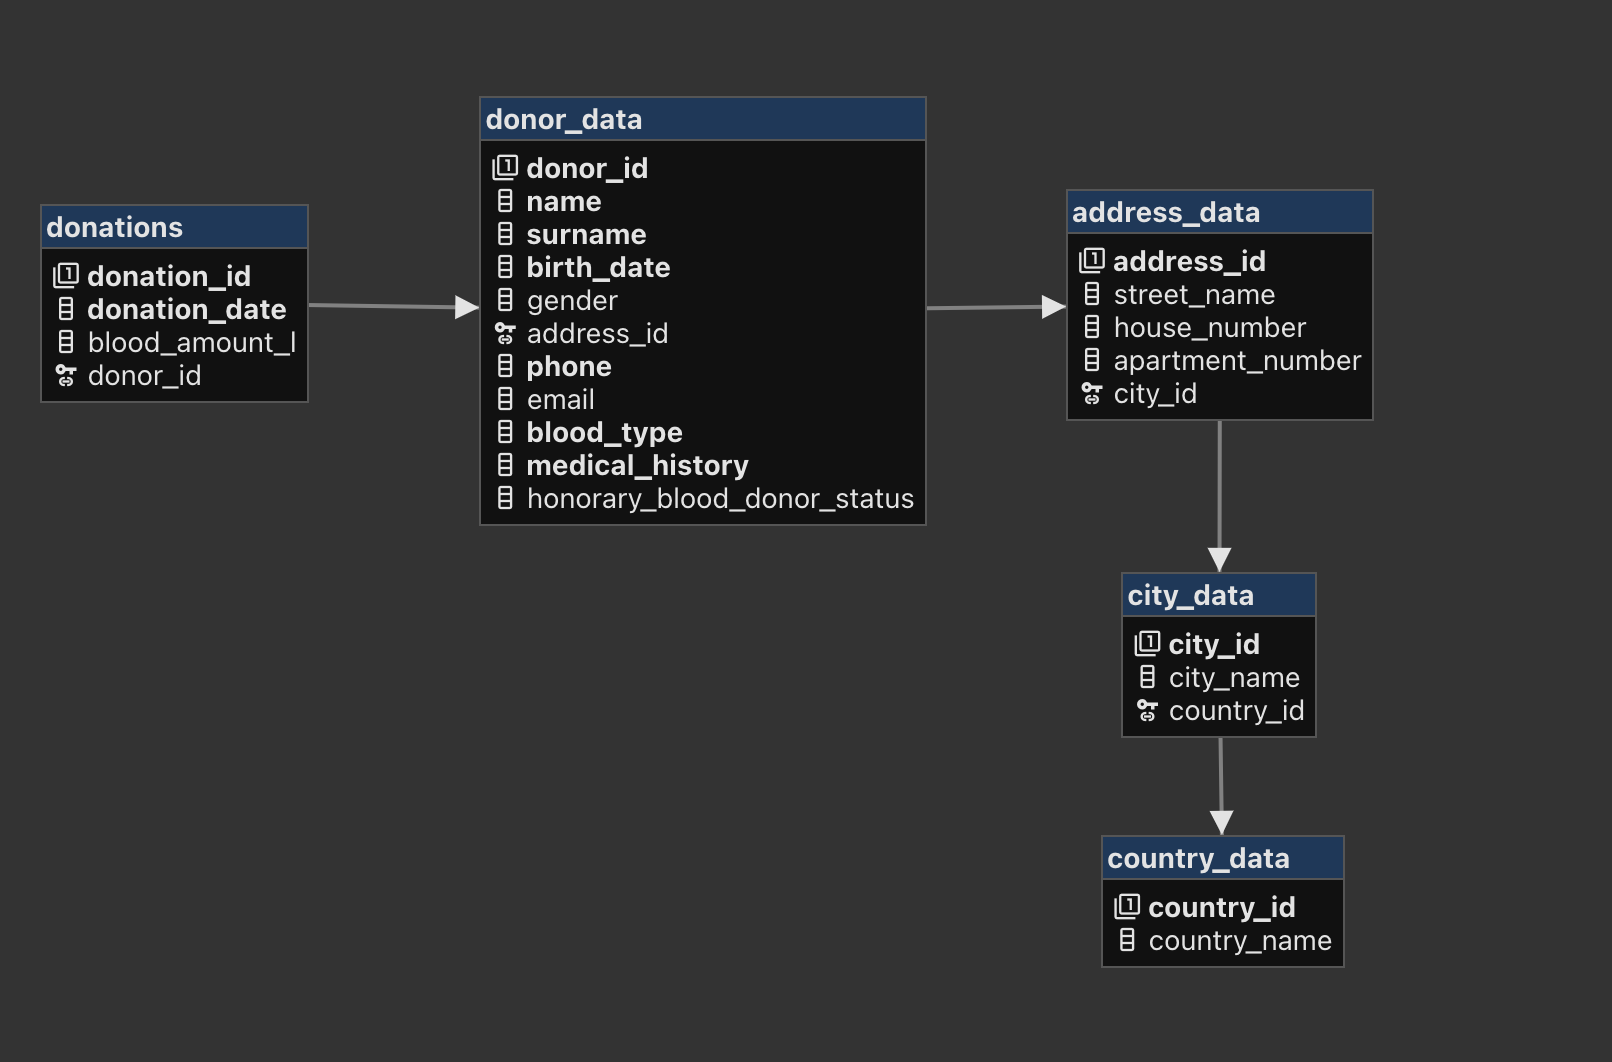 donations
donation_id
donation_date
blood_amount_l
donor_id
donor_data
donor_id
name
surname
birth_date
gender
address_id
phone
email
blood_type
medical_history
honorary_blood_donor_status
address_data
address_id
street_name
house_number
apartment_number
city_id
city_data
city_id
city_name
country_id
country_data
country_id
country_name